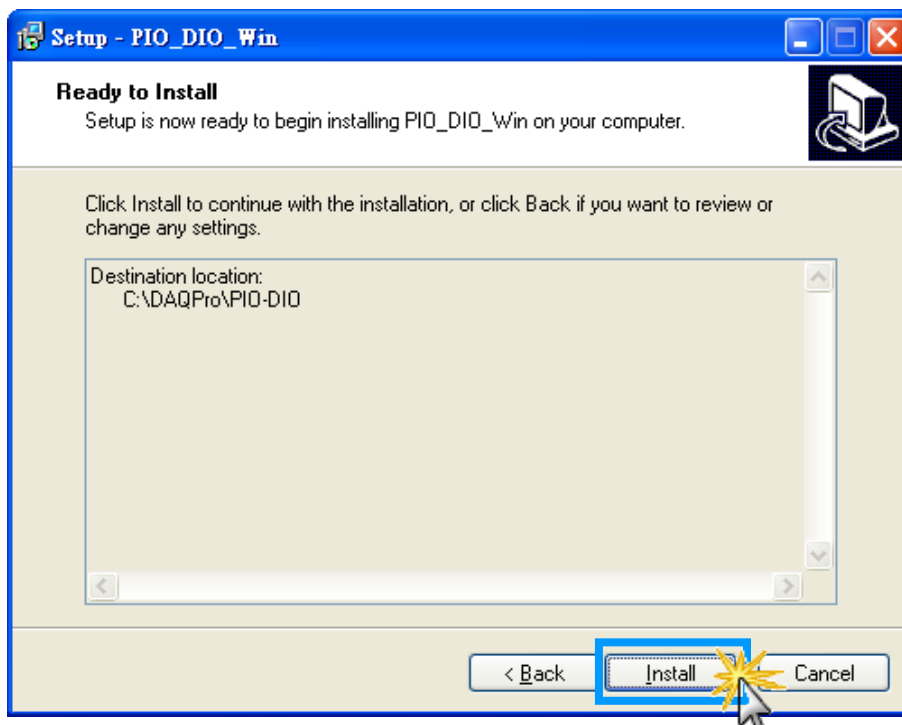 Setup - PIO_DIO_Win
Ready to Install
Setup is now ready to begin installing PIO_DIO_Win on your computer.
Click Install to continue with the installation, or click Back if you want to review or
change any settings.
Destination location:
C:\DAQPro\PIO-DIO
< Back
Install
Cancel